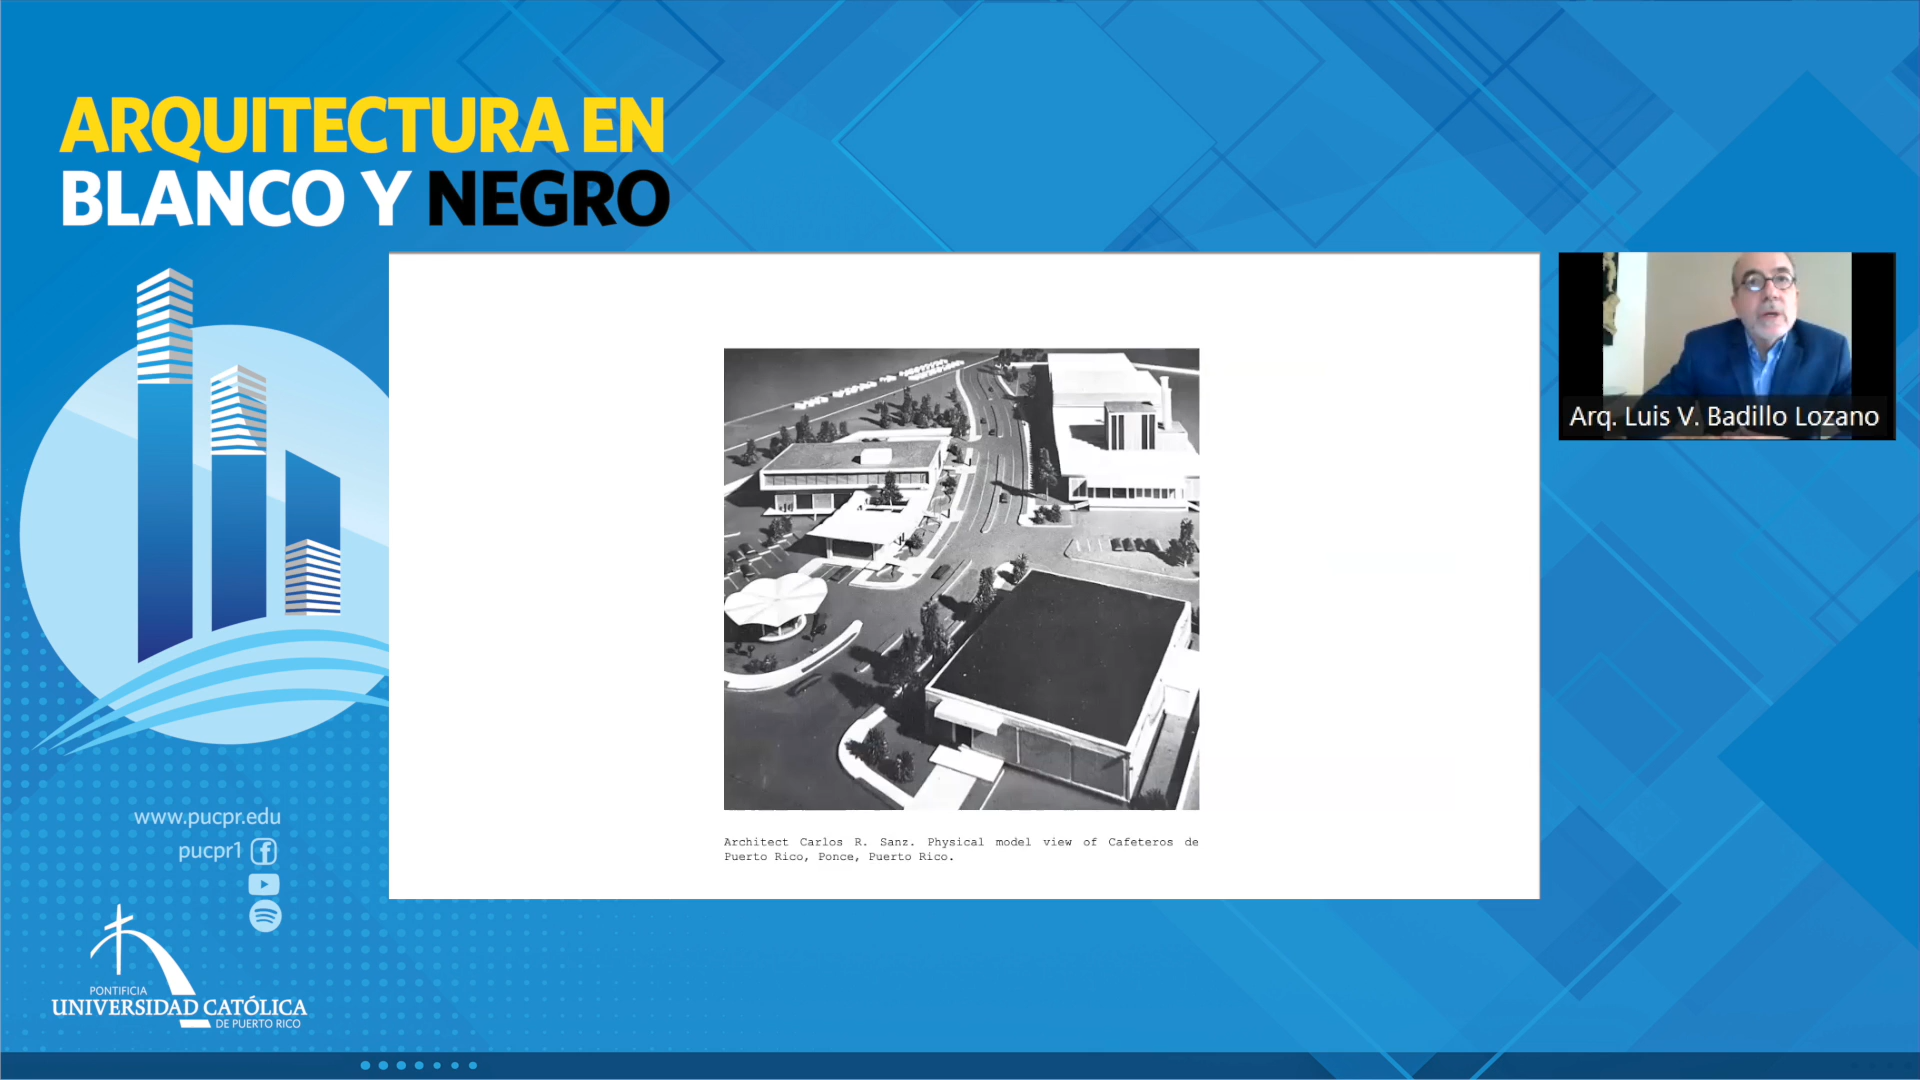 ARQUITECTURA EN
BLANCO Y NEGRO
Arq. Luis V. Badillo Lozano
Architect Carlos R. Sanz. Physical model view of Cafeteros de
Puerto Rico, Ponce, Puerto Rico.
www.pucpr.edu
pucpr1
PONTIFICIA
UNIVERSIDAD CATÓLICA
DE PUERTO RICO